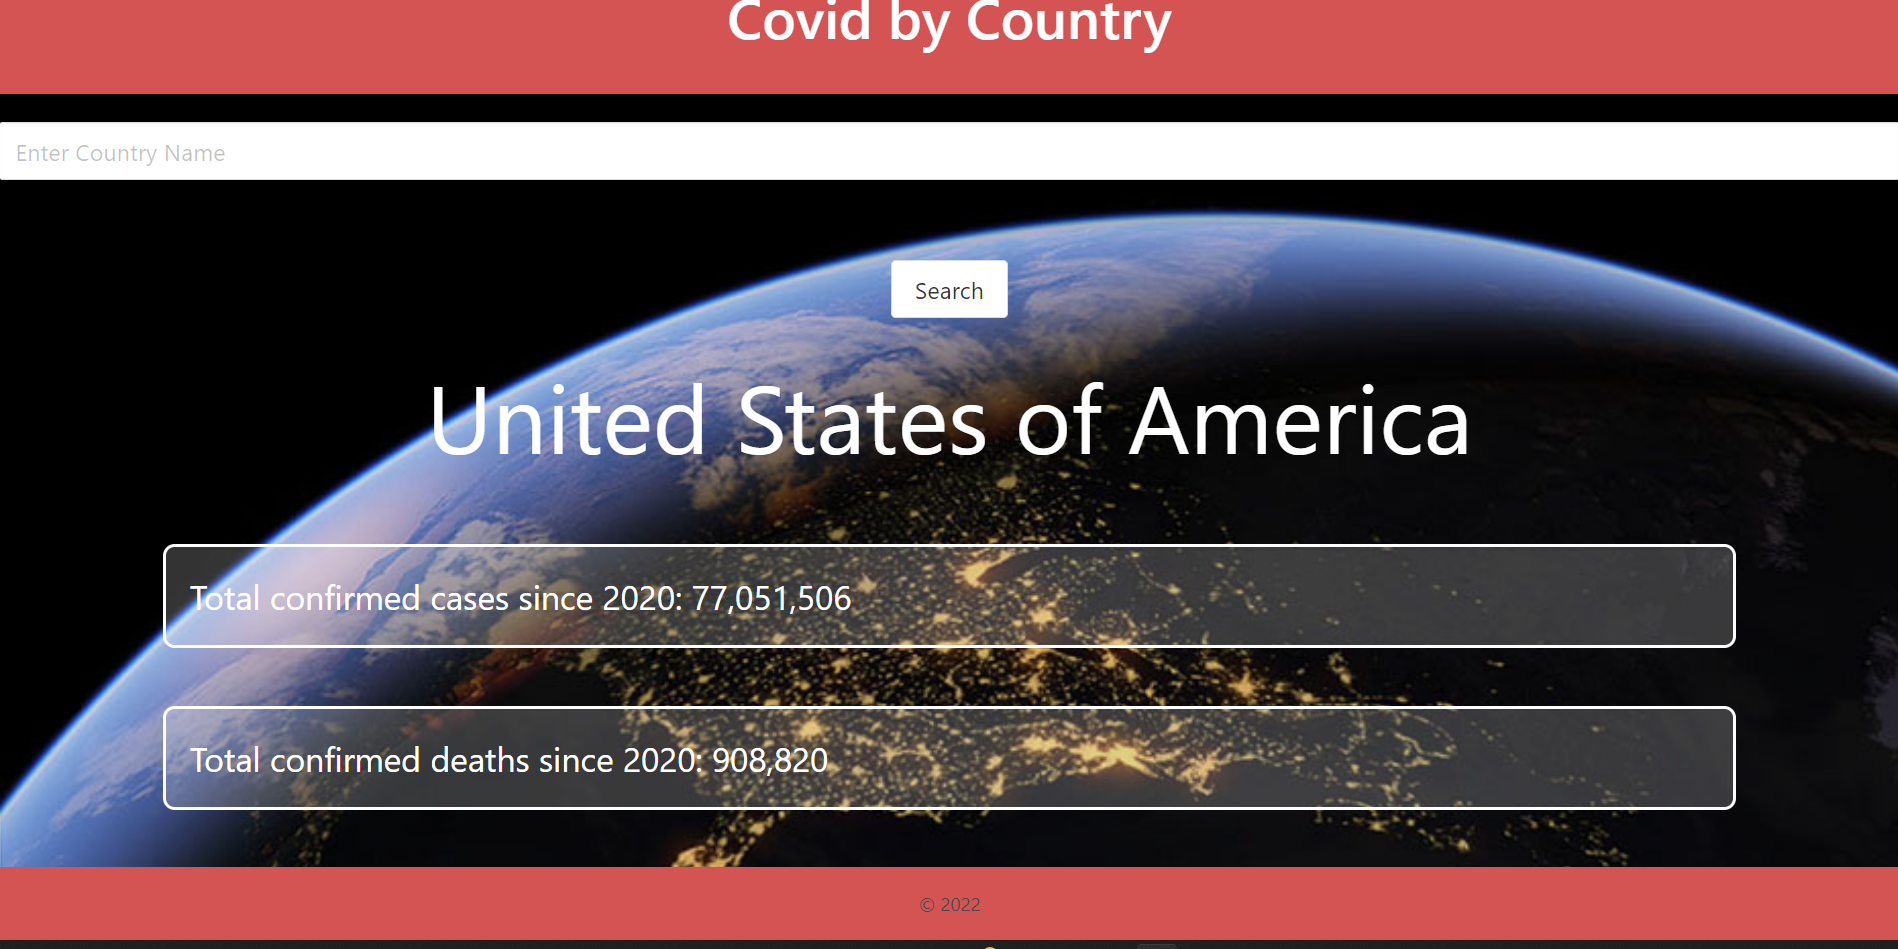 Covid by Country
Enter Country Name
Search
United States of America
Total confirmed cases since 2020: 77,051,506
Total confirmed deaths since 2020: 908,820
© 2022